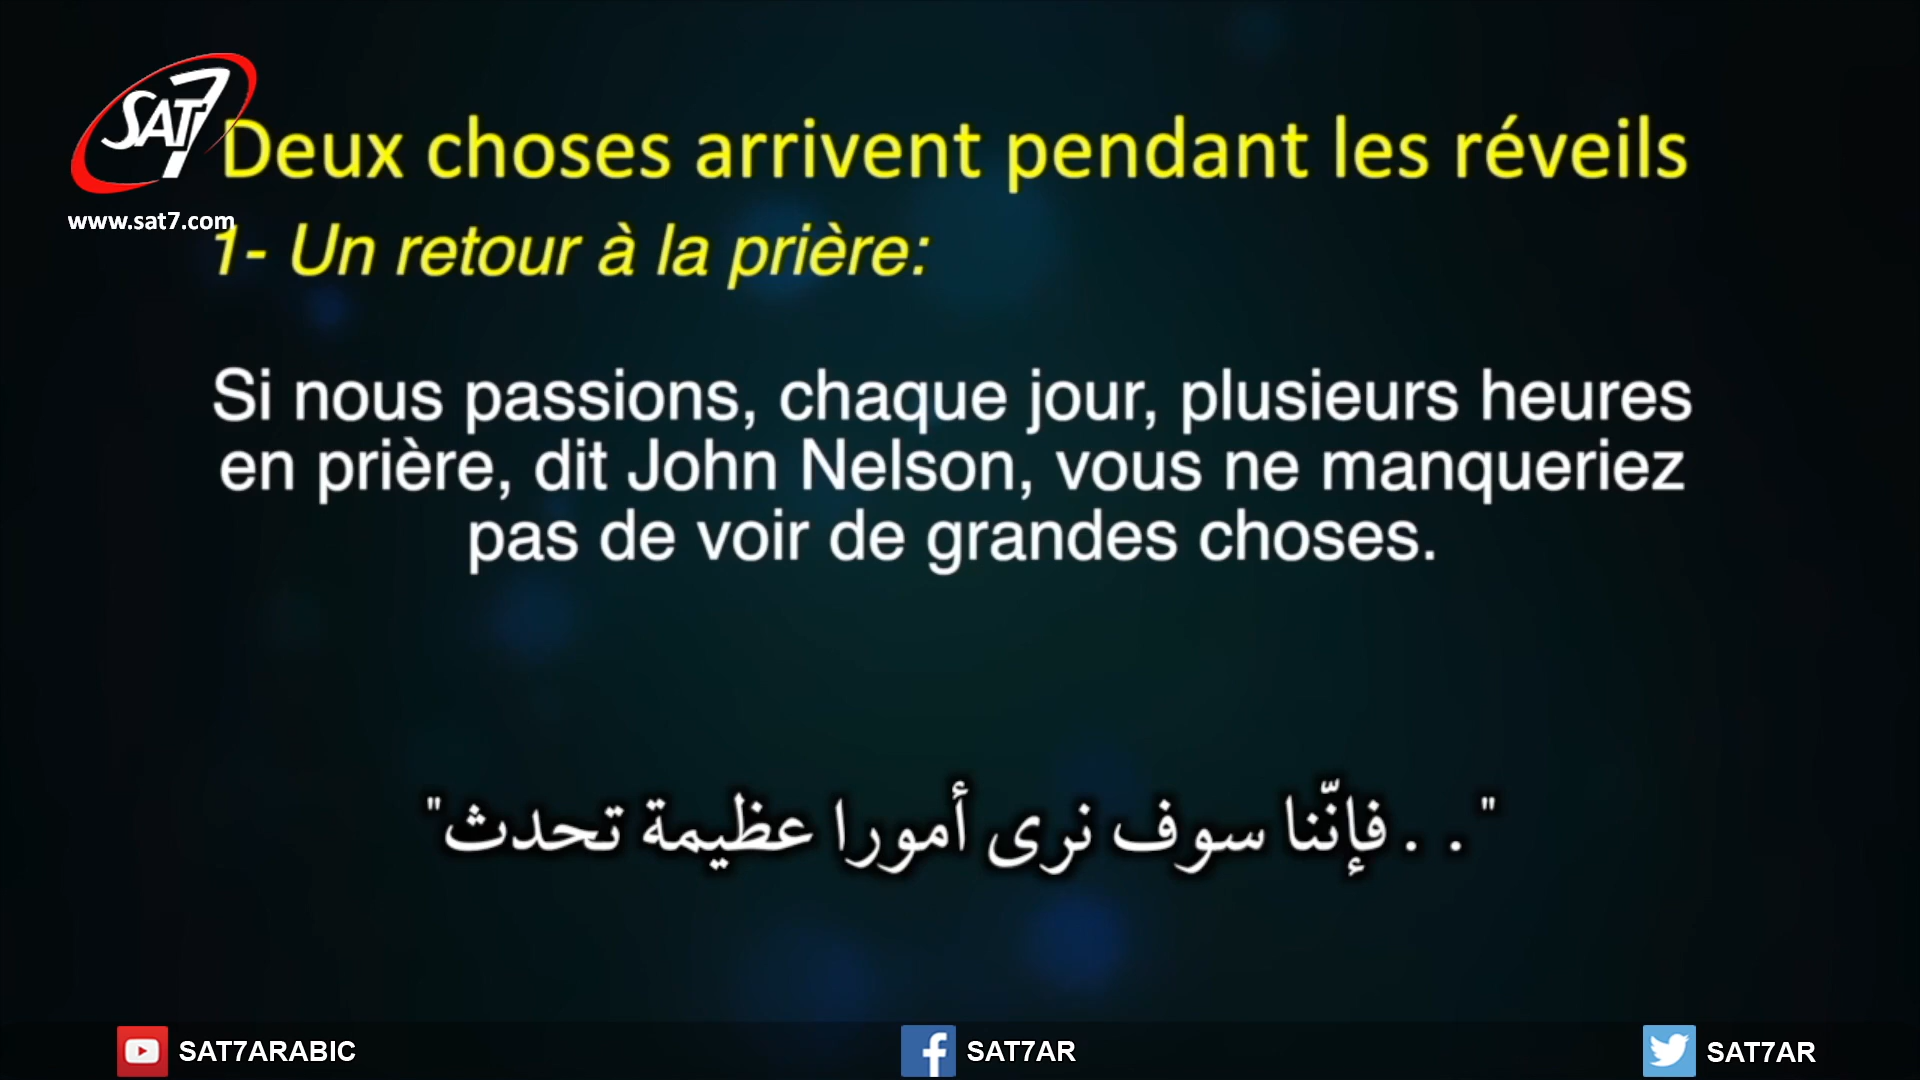 SAT7
www.sat7.com
Deux choses arrivent pendant les réveils
1- Un retour à la prière:
Si nous passions, chaque jour, plusieurs heures
en prière, dit John Nelson, vous ne manqueriez
pas de voir de grandes choses.
" . . فإنّنا سوف نرى أمورا عظيمة تحدث"
SAT7ARABIC
SAT7AR
SAT7AR